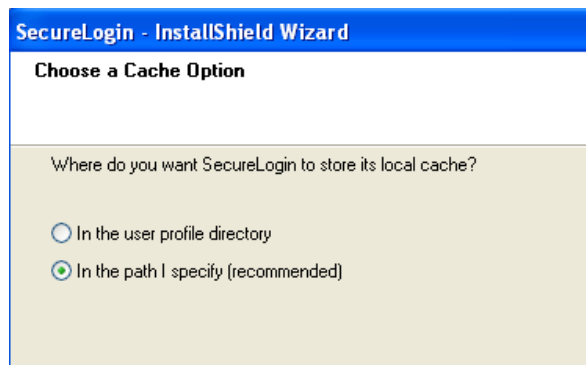 SecureLogin - InstallShield Wizard
Choose a Cache Option
Where do you want SecureLogin to store its local cache?
In the user profile directory
In the path I specify (recommended)